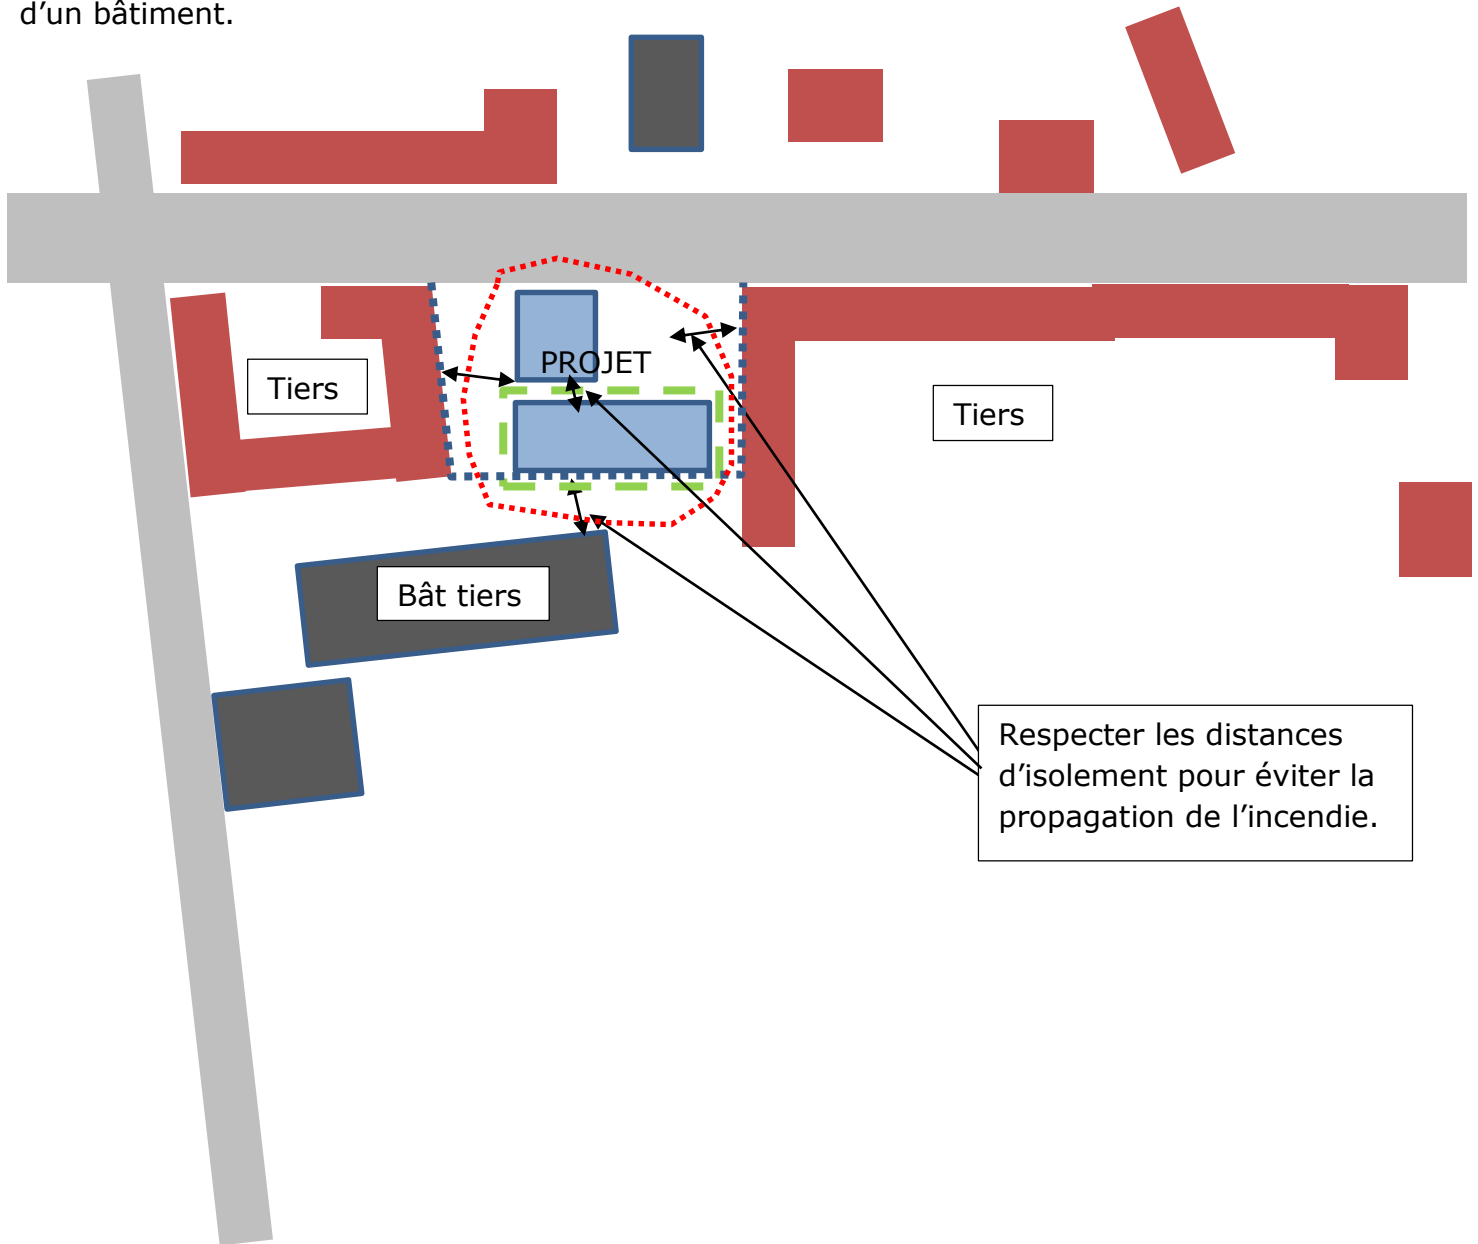 d’un bâtiment.
PROJET
Tiers
Tiers
Bât tiers
Respecter les distances
d’isolement pour éviter la
propagation de l’incendie.